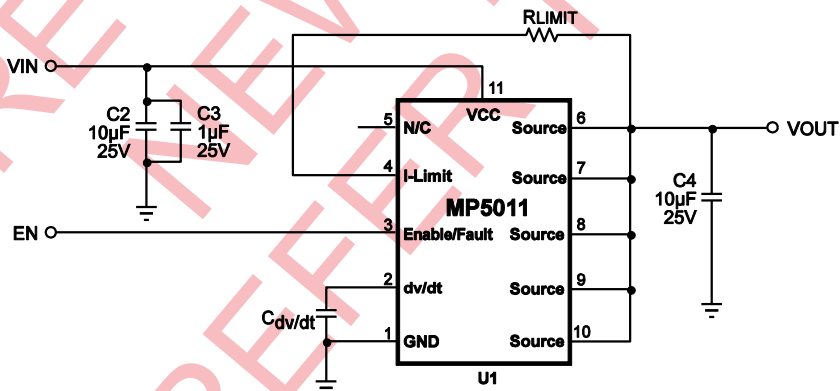 RLIMIT
VIN
11
VCC
C2
10µF
25V
C3
1µF
25V
5
N/C
Source
6
VOUT
4
I-Limit
Source
7
C4
10µF
25V
MP5011
EN
3
Enable/Fault
Source
8
2
dv/dt
Source
9
Cdv/dt
1
GND
Source
10
U1